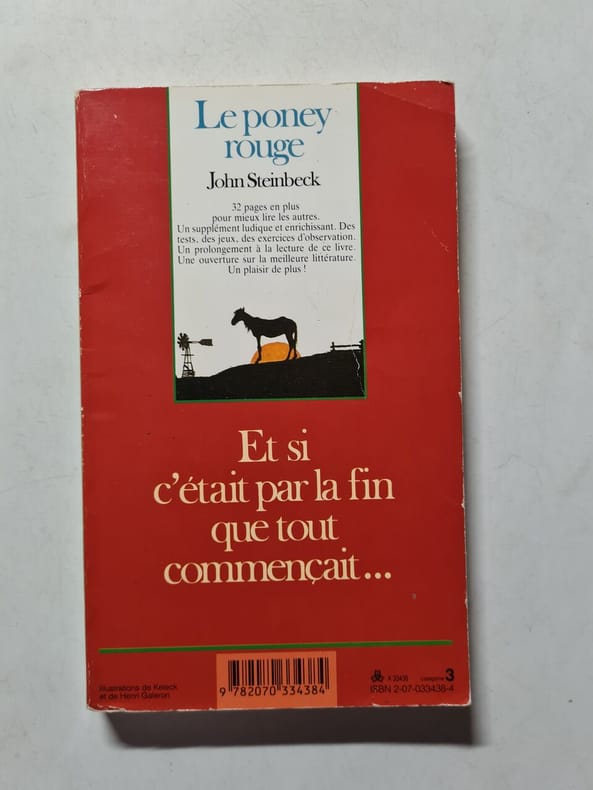 Le poney
rouge
John Steinbeck
32 pages en plus
pour mieux lire les autres.
Un supplément ludique et enrichissant. Des
tests, des jeux, des exercices d'observation.
Un prolongement à la lecture de ce livre.
Une ouverture sur la meilleure littérature.
Un plaisir de plus !
Et si
c'était par la fin
que tout
commençait...
Illustrations de Keleck
et de Henri Galeron
9 782070 334384
A 33438 catégorie 3
ISBN 2-07-033438-4